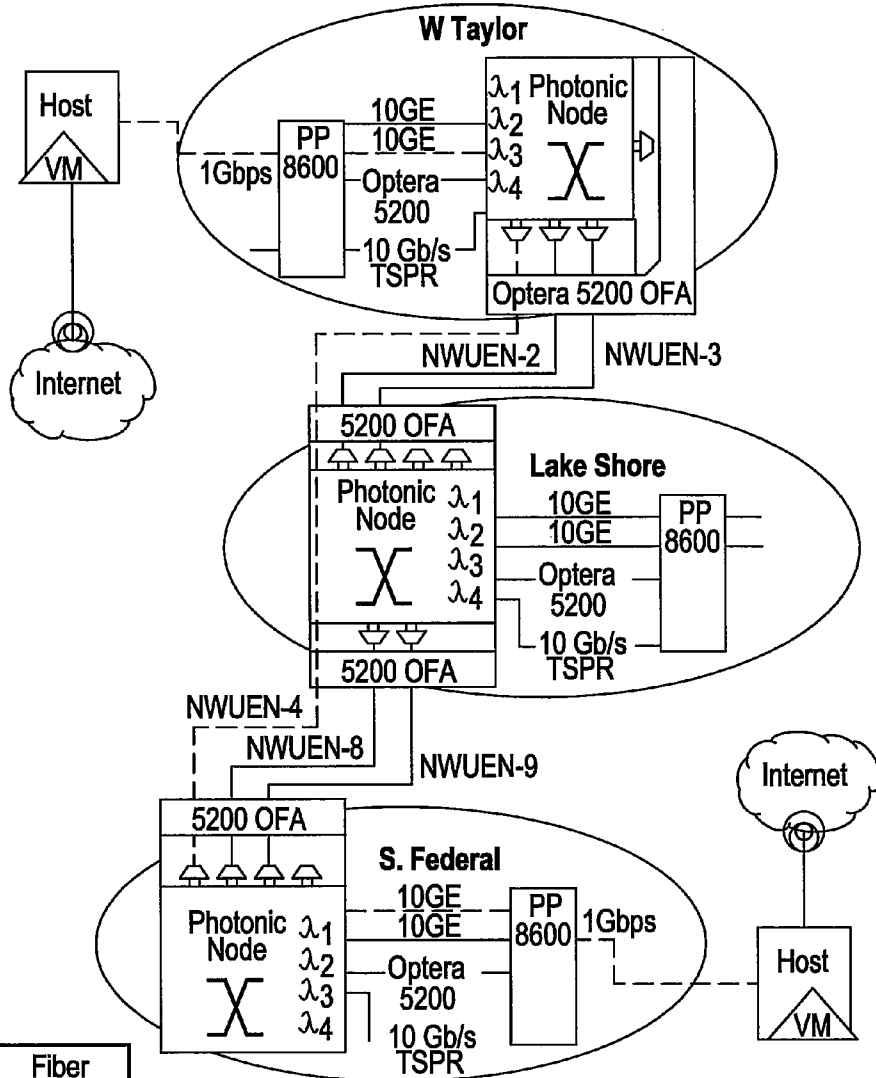 W Taylor
Host
VM
Internet
1Gbps
PP
8600
10GE
10GE
Optera
5200
10 Gb/s
TSPR
λ1
λ2
λ3
λ4
Photonic
Node
Optera 5200 OFA
NWUEN-2
NWUEN-3
5200 OFA
Photonic
Node
λ1
λ2
λ3
λ4
5200 OFA
Lake Shore
10GE
10GE
Optera
5200
10 Gb/s
TSPR
PP
8600
NWUEN-4
NWUEN-8
NWUEN-9
5200 OFA
Photonic
Node
λ1
λ2
λ3
λ4
S. Federal
10GE
10GE
Optera
5200
10 Gb/s
TSPR
PP
8600
1Gbps
Internet
Host
VM
Fiber